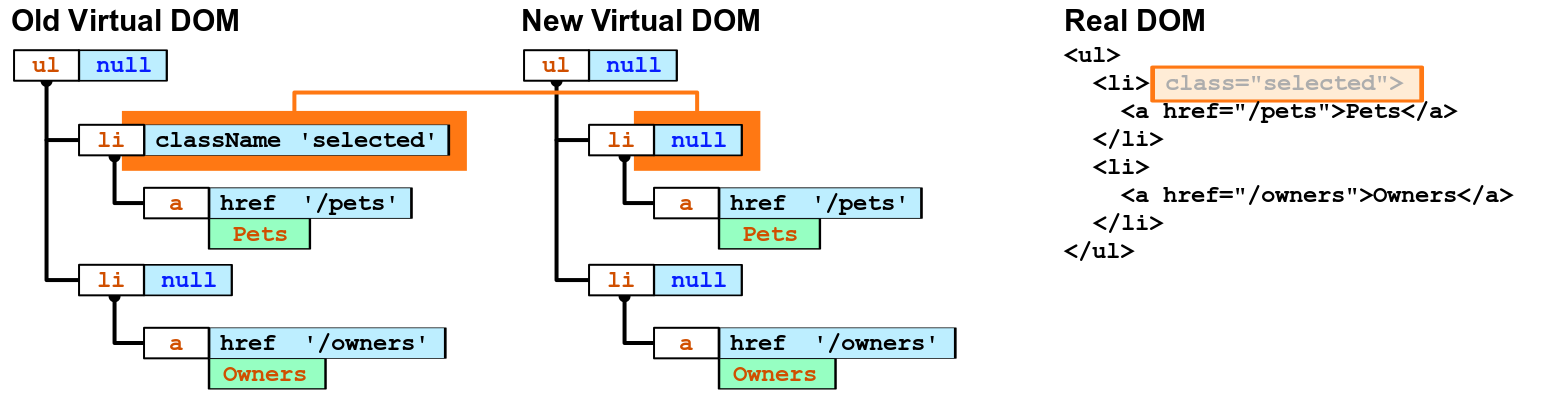 Old Virtual DOM
ul null
li className 'selected'
a href '/pets'
Pets
li null
a href '/owners'
Owners
New Virtual DOM
ul null
li null
a href '/pets'
Pets
li null
a href '/owners'
Owners
Real DOM
<ul>
<li> class="selected">
<a href="/pets">Pets</a>
</li>
<li>
<a href="/owners">Owners</a>
</li>
</ul>